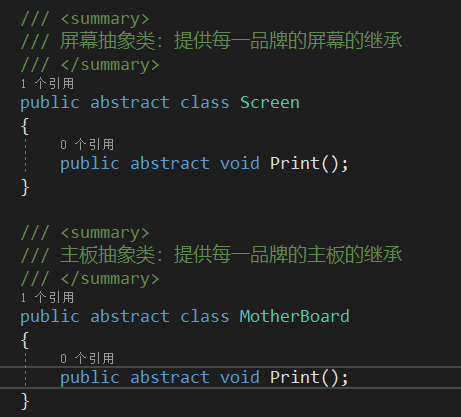 /// <summary>
/// 屏幕抽象类：提供每一品牌的屏幕的继承
/// </summary>
1 个引用
public abstract class Screen
{
0 个引用
public abstract void Print();
}
/// <summary>
/// 主板抽象类：提供每一品牌的主板的继承
/// </summary>
1 个引用
public abstract class MotherBoard
{
0 个引用
public abstract void Print();
}